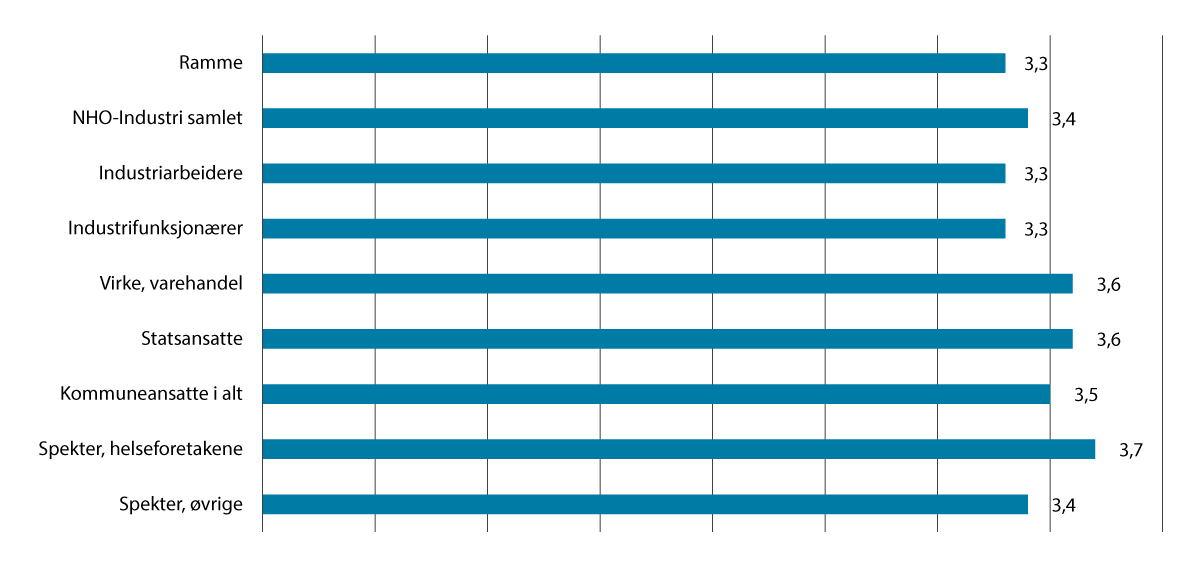 Ramme 3,3
NHO-Industri samlet 3,4
Industriarbeidere 3,3
Industrifunksjonærer 3,3
Virke, varehandel 3,6
Statsansatte 3,6
Kommuneansatte i alt 3,5
Spekter, helseforetakene 3,7
Spekter, øvrige 3,4